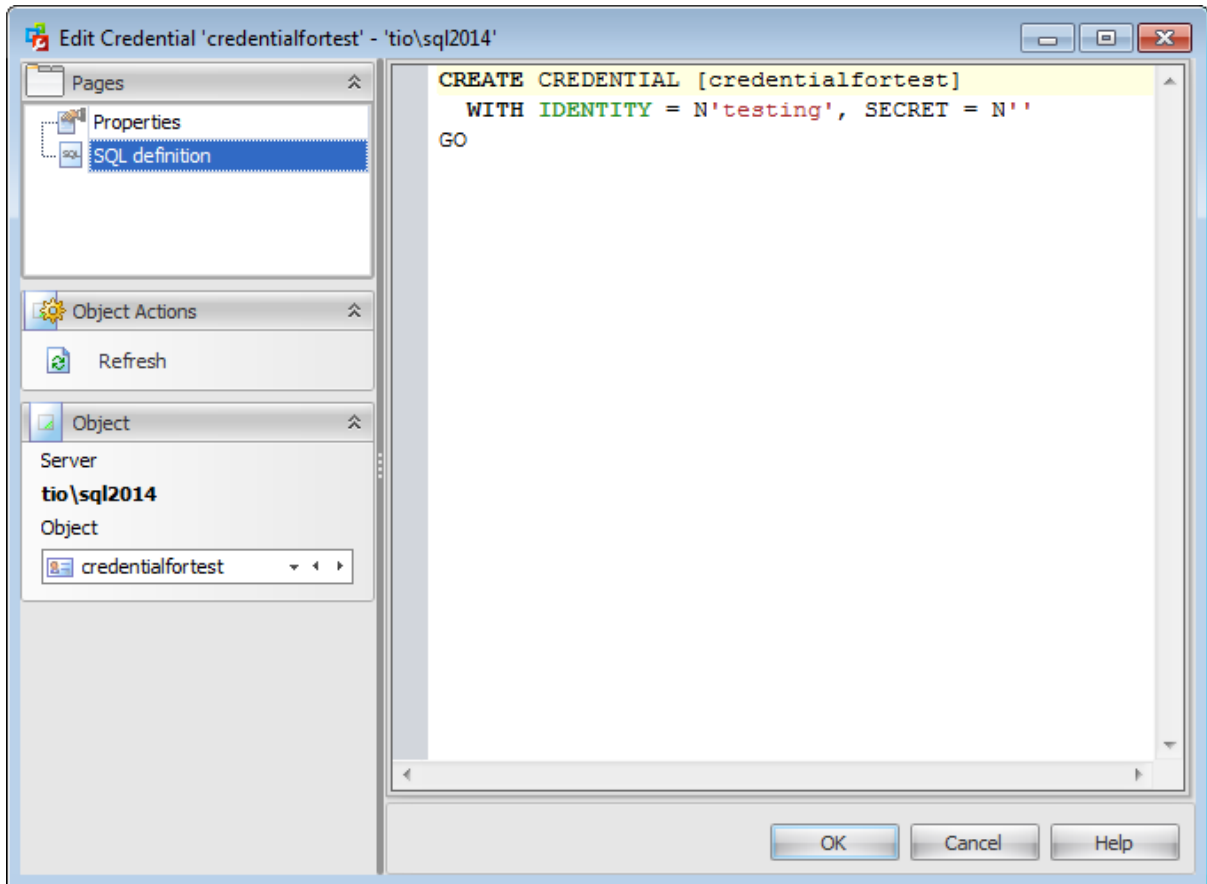 Edit Credential 'credentialfortest' - 'tio\sql2014'
Pages
Properties
SQL
SQL definition
Object Actions
Refresh
Object
Server
tio\sql2014
Object
credentialfortest
CREATE CREDENTIAL [credentialfortest]
  WITH IDENTITY = N'testing', SECRET = N''
GO
OK
Cancel
Help